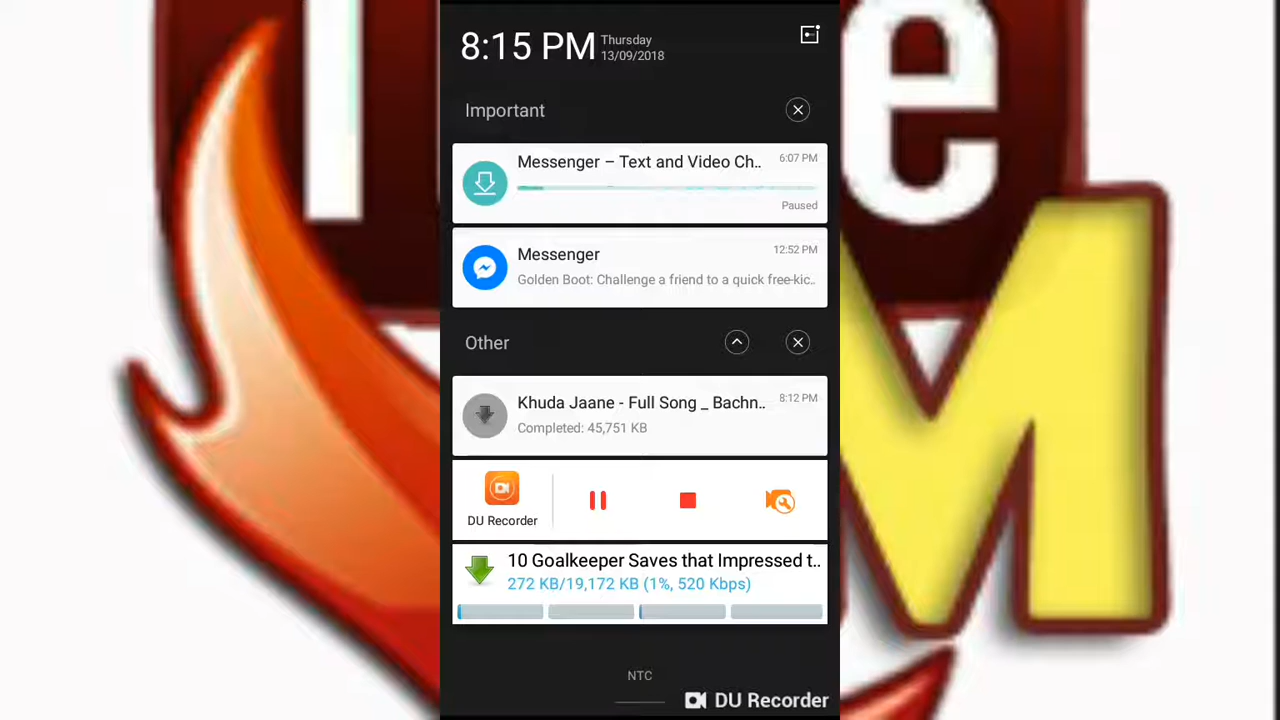 8:15 PM Thursday
13/09/2018
Important
Messenger – Text and Video Ch.. 6:07 PM
Paused
Messenger 12:52 PM
Golden Boot: Challenge a friend to a quick free-kic..
Other
Khuda Jaane - Full Song _ Bachn.. 8:12 PM
Completed: 45,751 KB
DU Recorder
10 Goalkeeper Saves that Impressed t..
272 KB/19,172 KB (1%, 520 Kbps)
NTC
DU Recorder
e
M